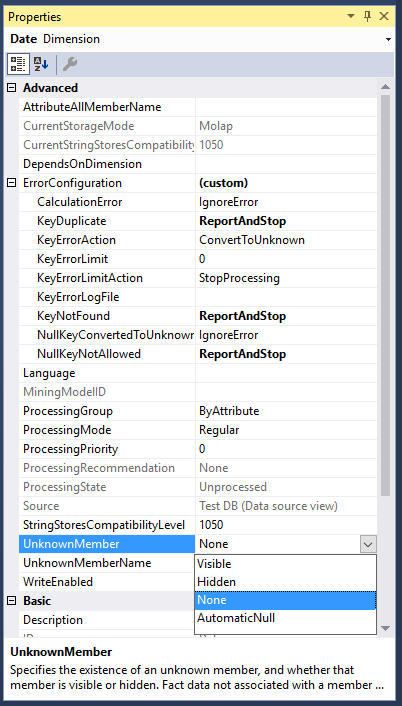 Properties
Date Dimension
Advanced
AttributeAllMemberName
CurrentStorageMode Molap
CurrentStringStoresCompatibility 1050
DependsOnDimension
ErrorConfiguration (custom)
CalculationError IgnoreError
KeyDuplicate ReportAndStop
KeyErrorAction ConvertToUnknown
KeyErrorLimit 0
KeyErrorLimitAction StopProcessing
KeyErrorLogFile
KeyNotFound ReportAndStop
NullKeyConvertedToUnknown IgnoreError
NullKeyNotAllowed ReportAndStop
Language
MiningModelID
ProcessingGroup ByAttribute
ProcessingMode Regular
ProcessingPriority 0
ProcessingRecommendation None
ProcessingState Unprocessed
Source Test DB (Data source view)
StringStoresCompatibilityLevel 1050
UnknownMember None
UnknownMemberName Visible
WriteEnabled Hidden
Basic None
Description AutomaticNull
UnknownMember
Specifies the existence of an unknown member, and whether that
member is visible or hidden. Fact data not associated with a member ...